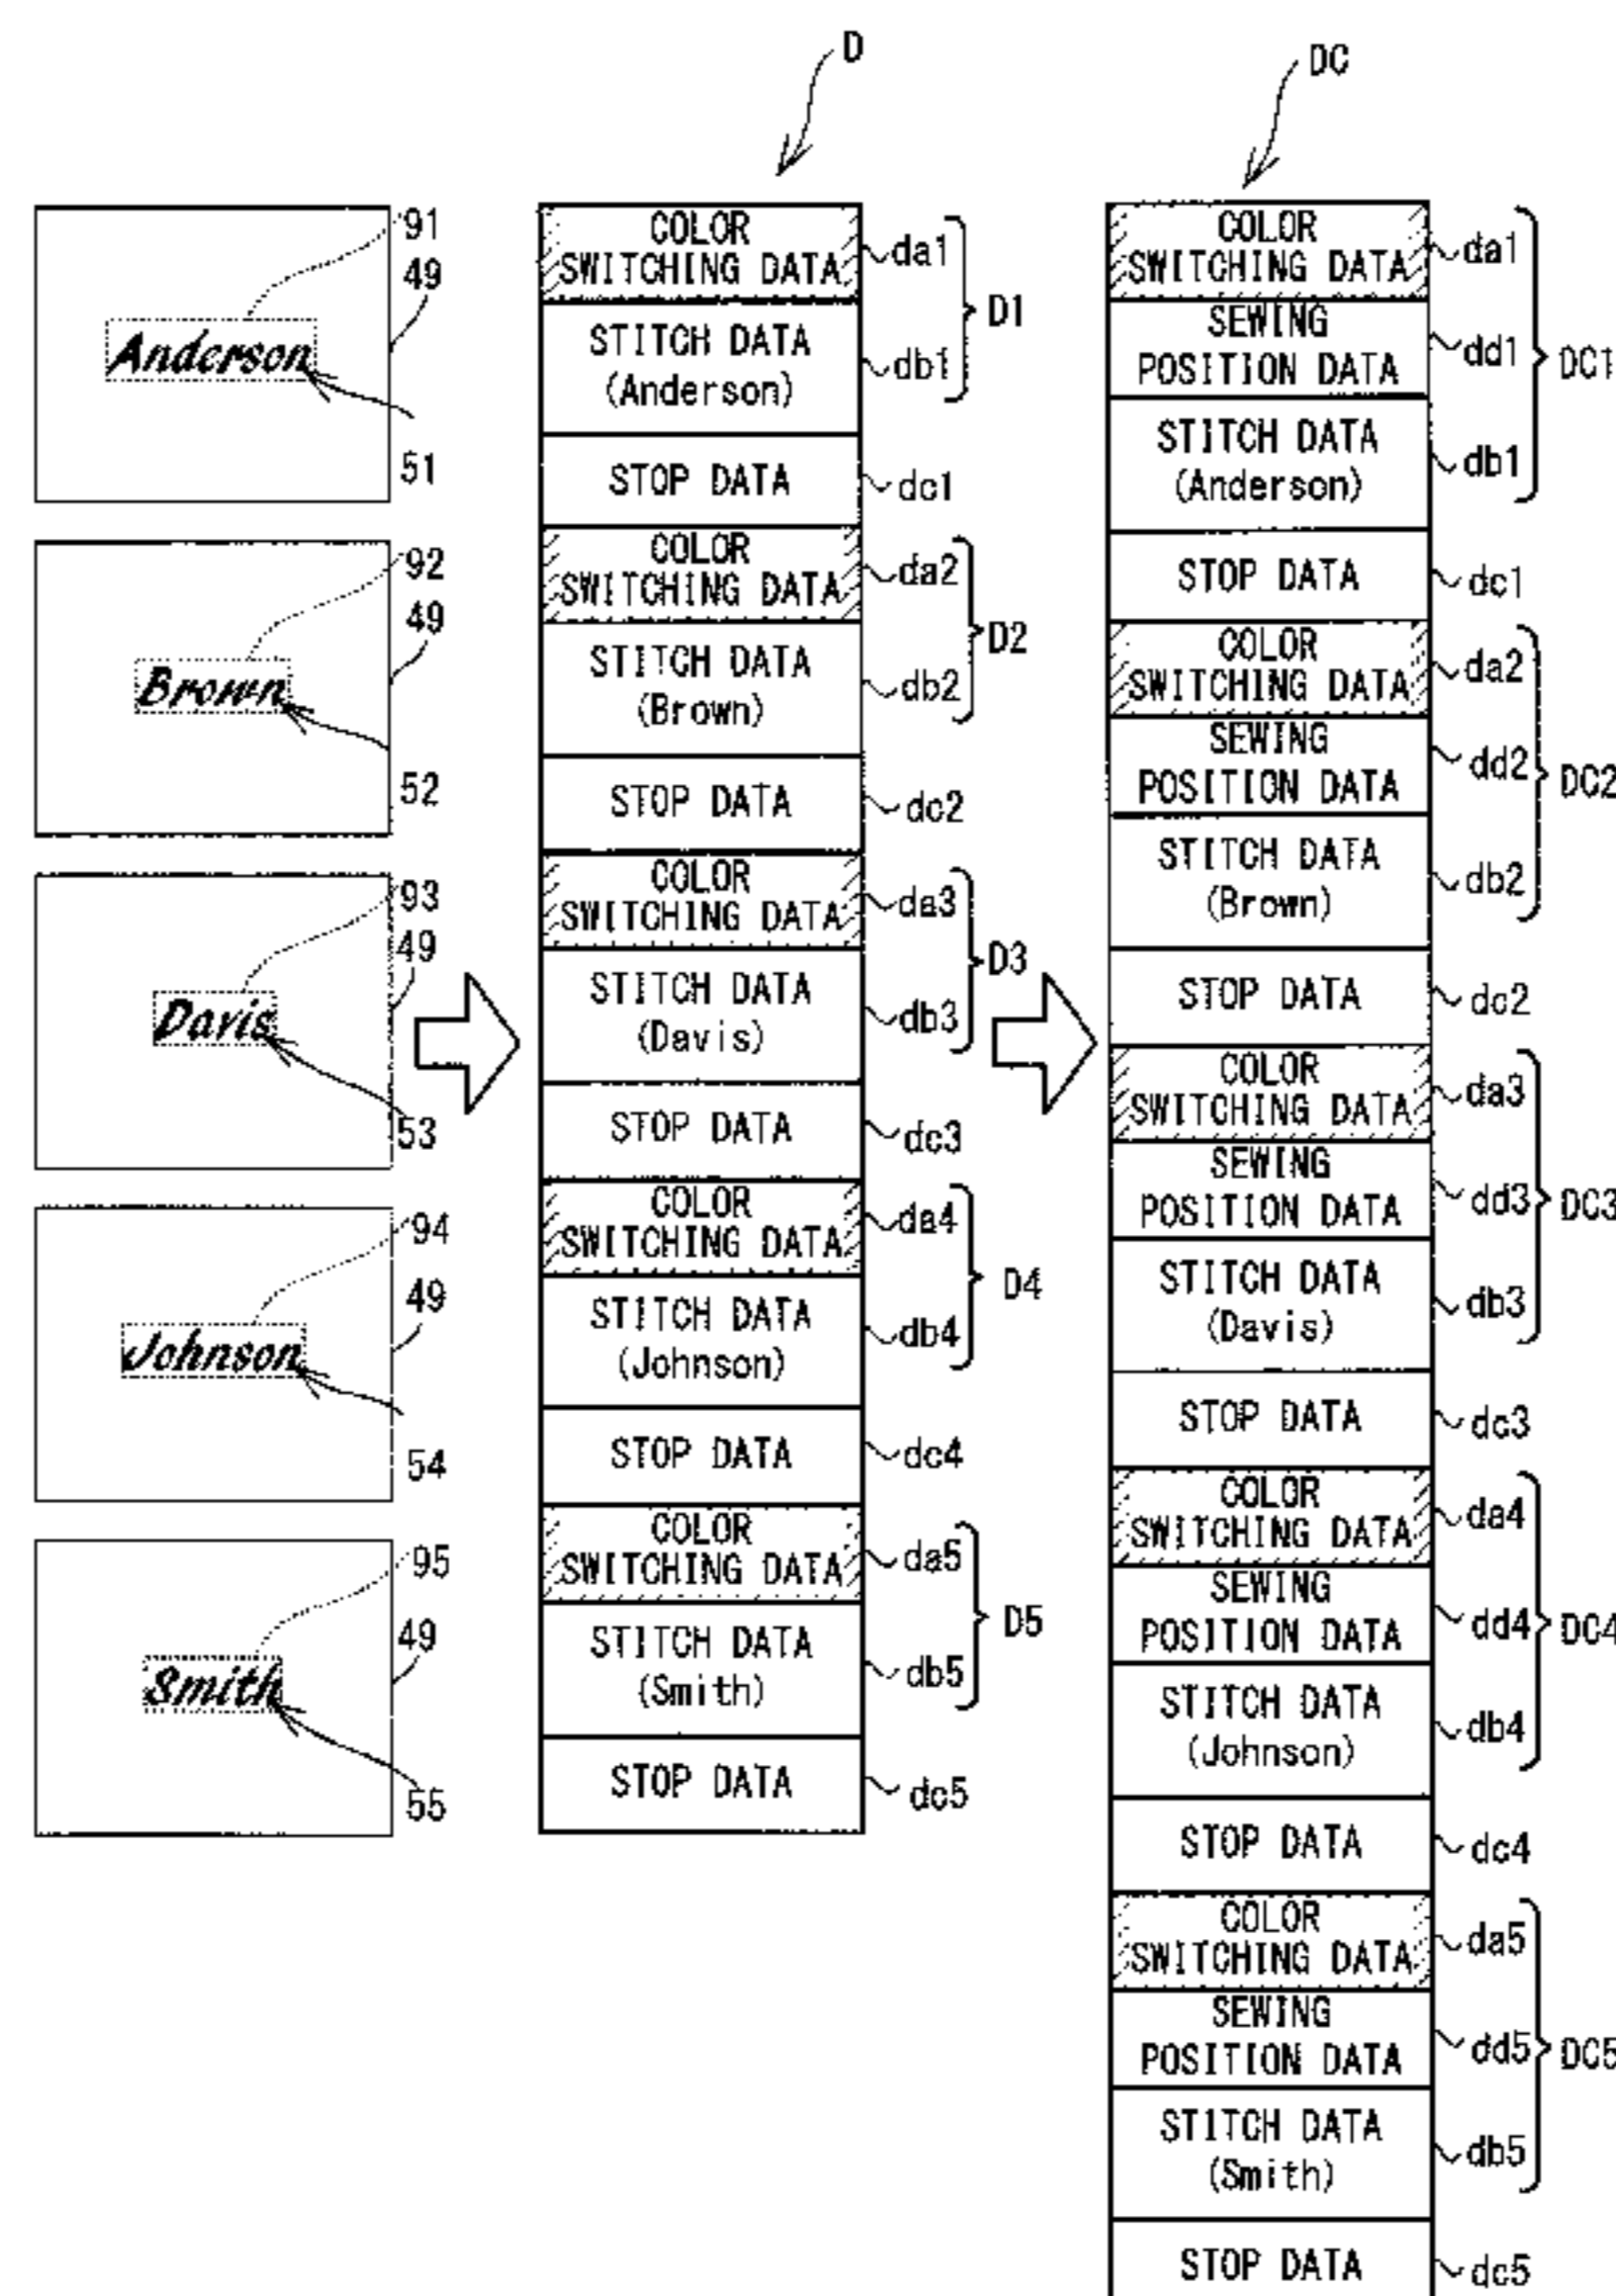 D
DC
91
49
Anderson
51
92
49
Brown
52
93
49
Davis
53
94
49
Johnson
54
95
49
Smith
55
COLOR
SWITCHING DATA
da1
STITCH DATA
(Anderson)
db1
D1
STOP DATA
dc1
COLOR
SWITCHING DATA
da2
STITCH DATA
(Brown)
db2
D2
STOP DATA
dc2
COLOR
SWITCHING DATA
da3
STITCH DATA
(Davis)
db3
D3
STOP DATA
dc3
COLOR
SWITCHING DATA
da4
STITCH DATA
(Johnson)
db4
D4
STOP DATA
dc4
COLOR
SWITCHING DATA
da5
STITCH DATA
(Smith)
db5
D5
STOP DATA
dc5
COLOR
SWITCHING DATA
da1
SEWING
POSITION DATA
dd1
DC1
STITCH DATA
(Anderson)
db1
STOP DATA
dc1
COLOR
SWITCHING DATA
da2
SEWING
POSITION DATA
dd2
DC2
STITCH DATA
(Brown)
db2
STOP DATA
dc2
COLOR
SWITCHING DATA
da3
SEWING
POSITION DATA
dd3
DC3
STITCH DATA
(Davis)
db3
STOP DATA
dc3
COLOR
SWITCHING DATA
da4
SEWING
POSITION DATA
dd4
DC4
STITCH DATA
(Johnson)
db4
STOP DATA
dc4
COLOR
SWITCHING DATA
da5
SEWING
POSITION DATA
dd5
DC5
STITCH DATA
(Smith)
db5
STOP DATA
dc5